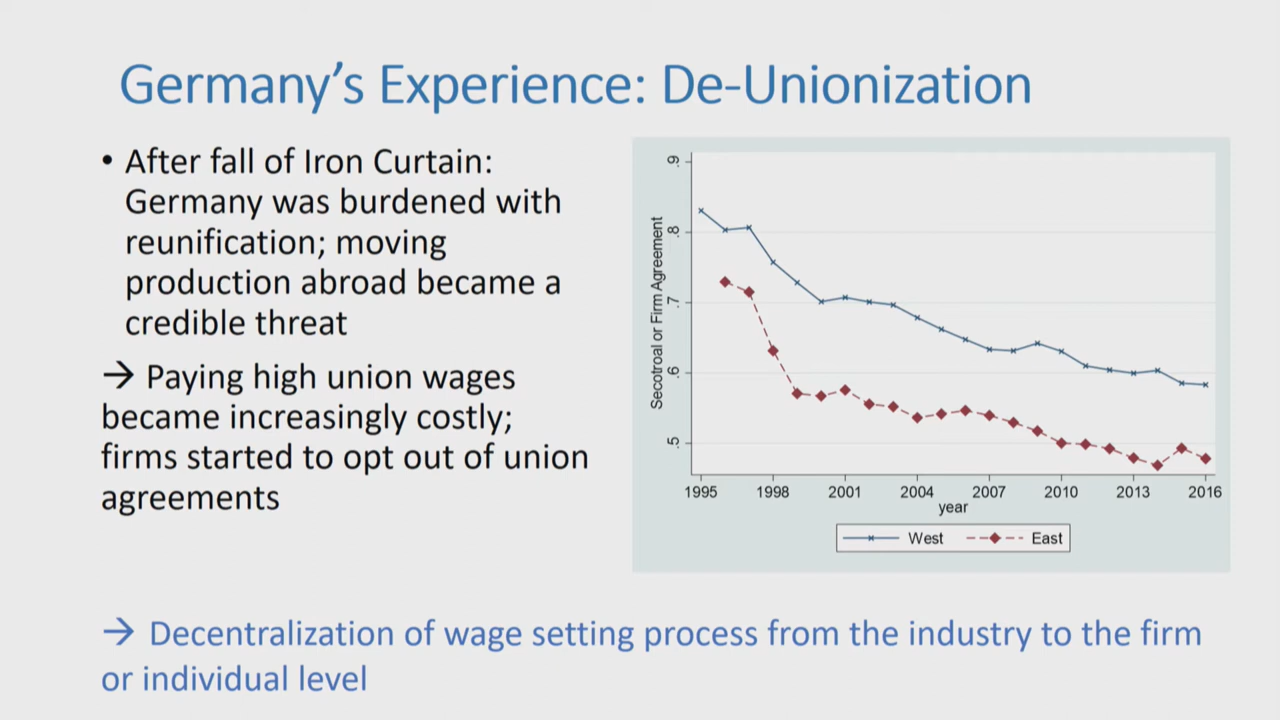 Germany's Experience: De-Unionization
• After fall of Iron Curtain:
Germany was burdened with
reunification; moving
production abroad became a
credible threat
→ Paying high union wages
became increasingly costly;
firms started to opt out of union
agreements
Secotroal or Firm Agreement
.9
.8
.7
.6
.5
1995 1998 2001 2004 2007 2010 2013 2016
year
West East
→ Decentralization of wage setting process from the industry to the firm
or individual level